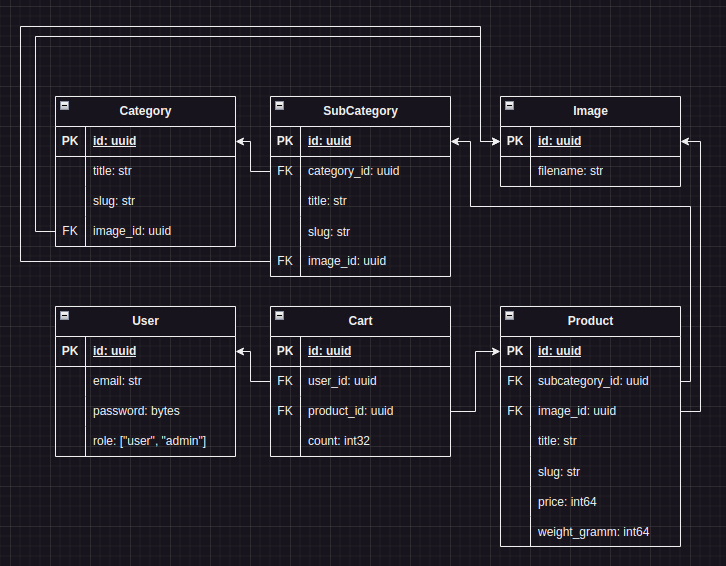 Category
PK id: uuid
title: str
slug: str
FK image_id: uuid
SubCategory
PK id: uuid
FK category_id: uuid
title: str
slug: str
FK image_id: uuid
Image
PK id: uuid
filename: str
User
PK id: uuid
email: str
password: bytes
role: ["user", "admin"]
Cart
PK id: uuid
FK user_id: uuid
FK product_id: uuid
count: int32
Product
PK id: uuid
FK subcategory_id: uuid
FK image_id: uuid
title: str
slug: str
price: int64
weight_gramm: int64